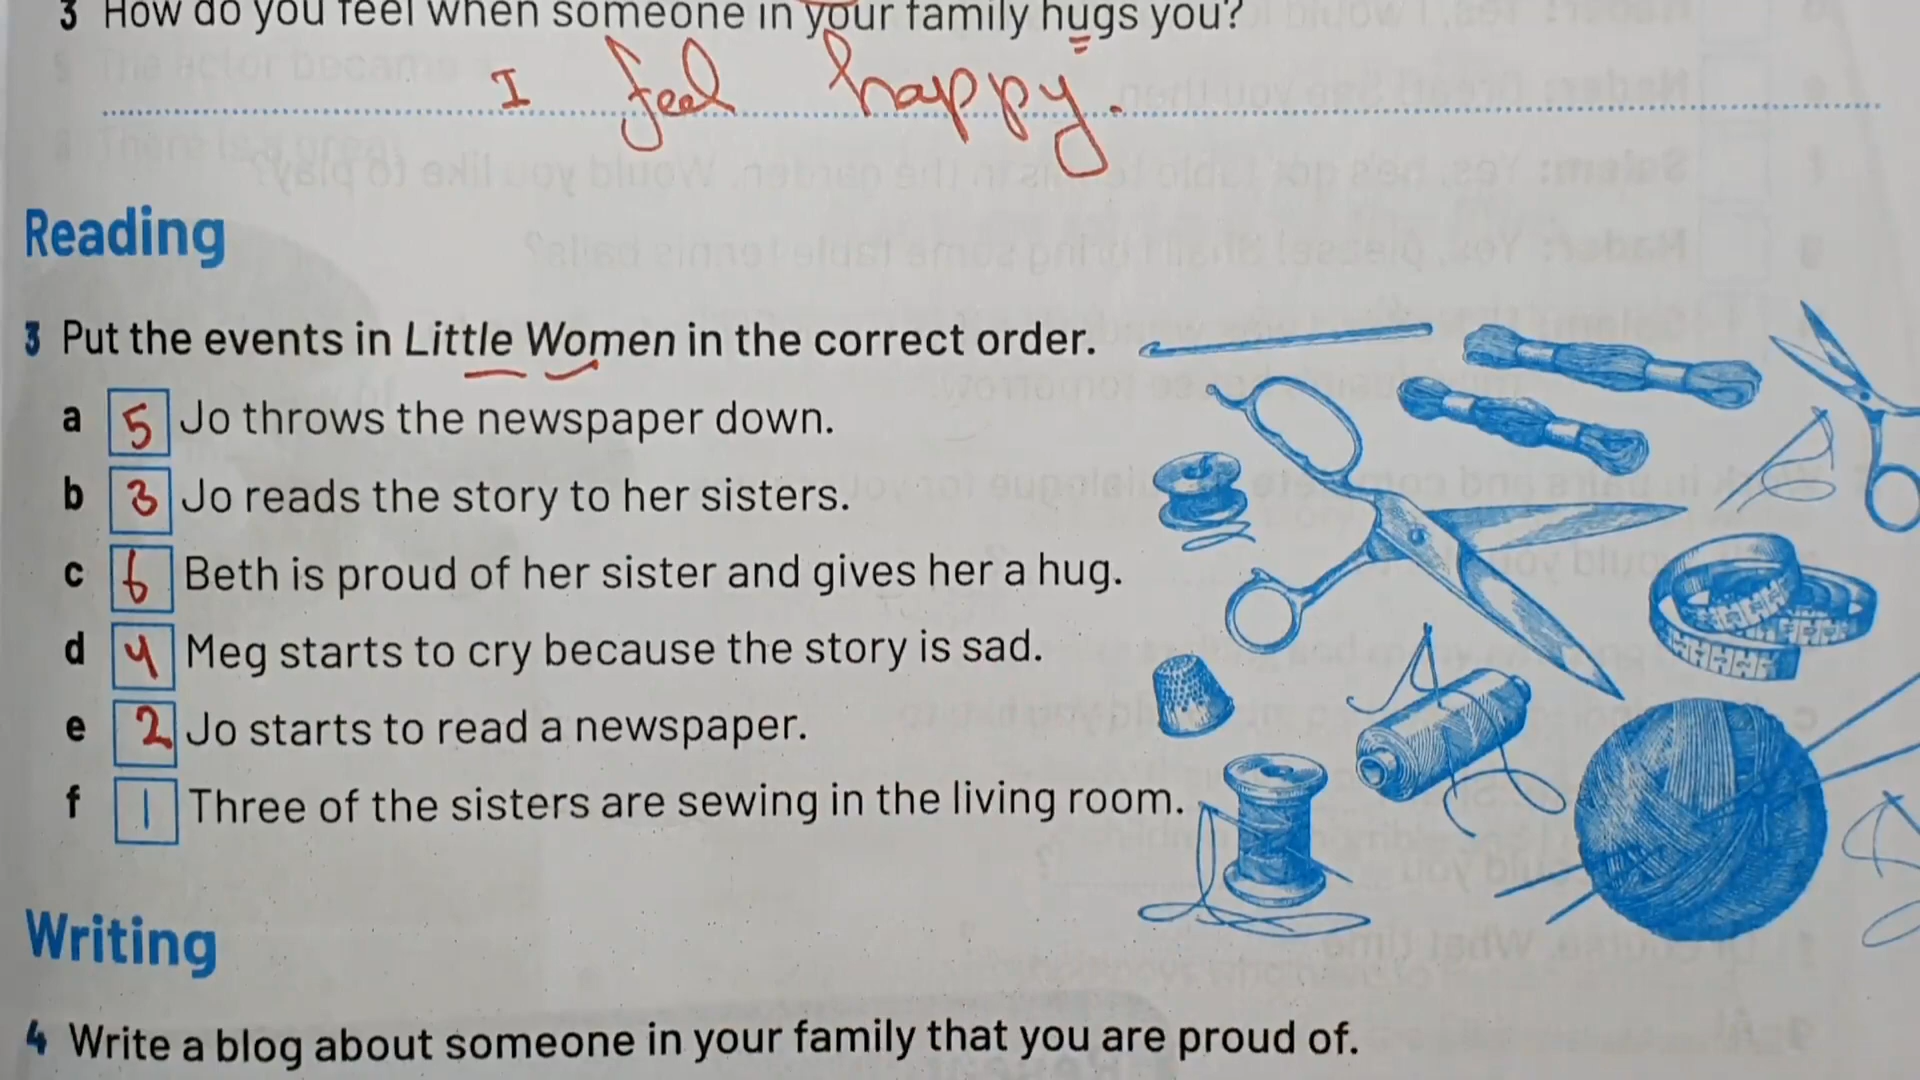 3 How do you feel when someone in your family hugs you?
I feel happy.
Reading
3 Put the events in Little Women in the correct order.
a 5 Jo throws the newspaper down.
b 3 Jo reads the story to her sisters.
c 6 Beth is proud of her sister and gives her a hug.
d 4 Meg starts to cry because the story is sad.
e 2 Jo starts to read a newspaper.
f 1 Three of the sisters are sewing in the living room.
Writing
4 Write a blog about someone in your family that you are proud of.